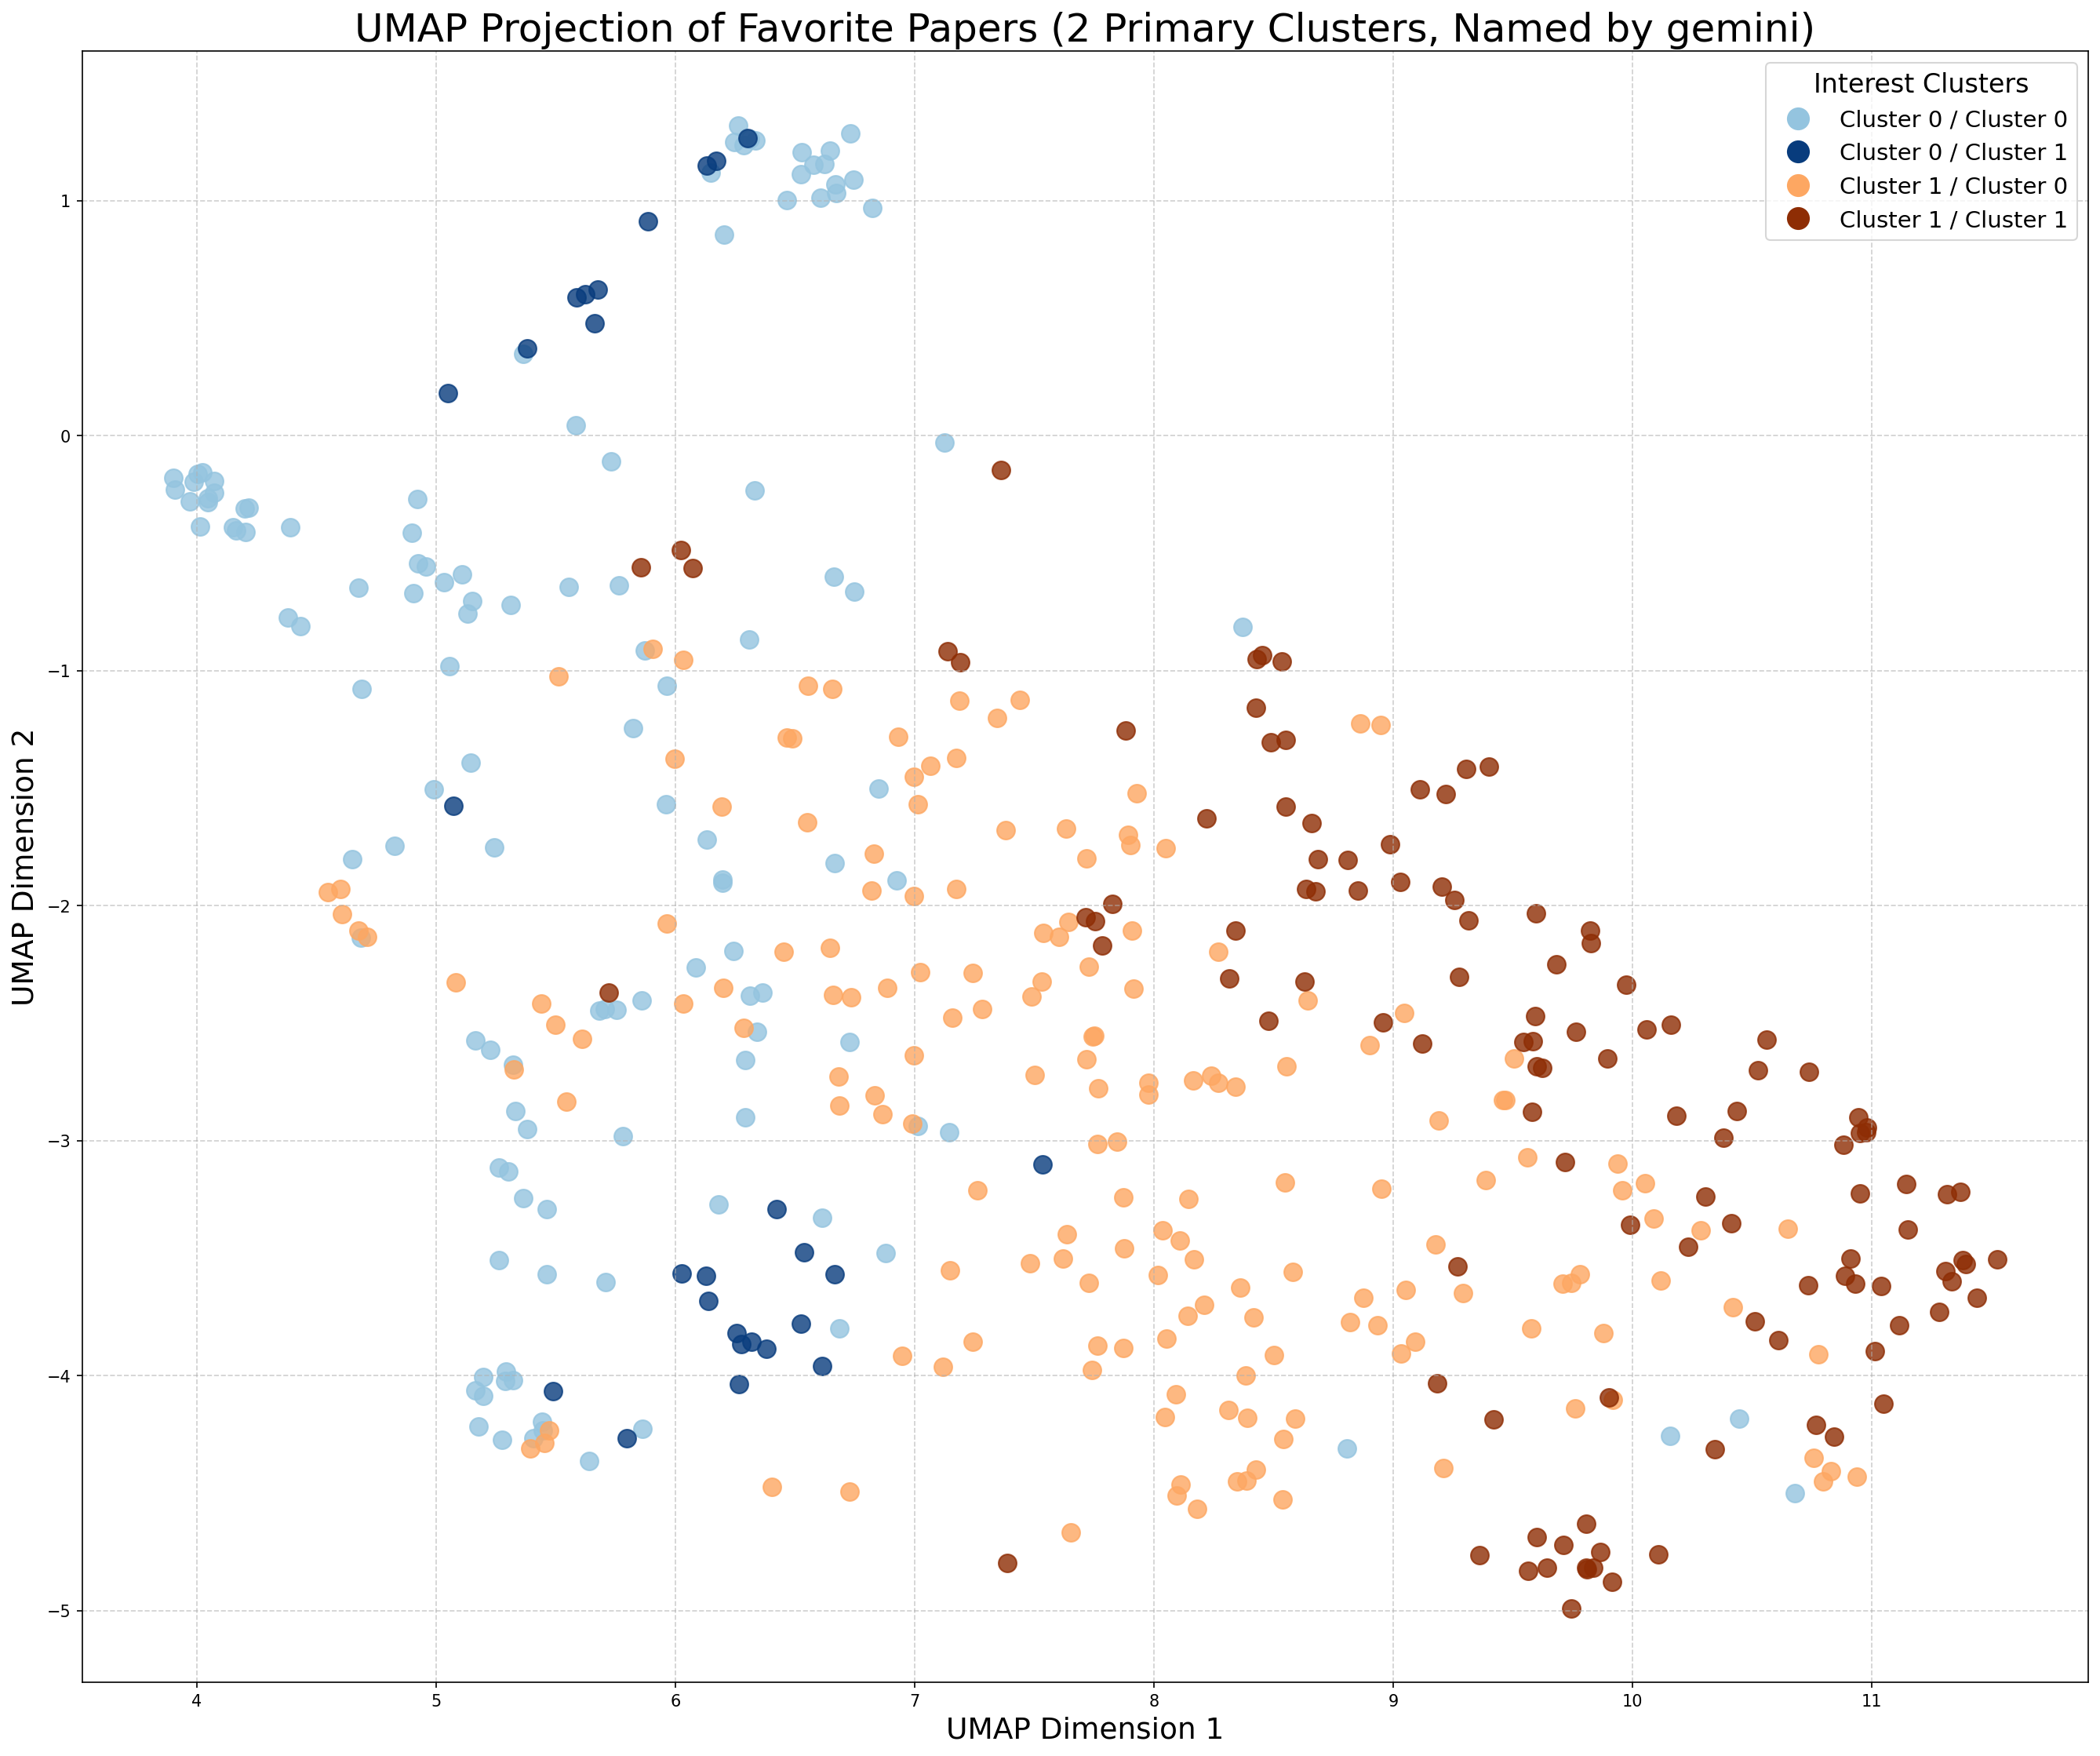 UMAP Projection of Favorite Papers (2 Primary Clusters, Named by gemini)
Interest Clusters
Cluster 0 / Cluster 0
Cluster 0 / Cluster 1
Cluster 1 / Cluster 0
Cluster 1 / Cluster 1
UMAP Dimension 2
1
0
−1
−2
−3
−4
−5
4 5 6 7 8 9 10 11
UMAP Dimension 1